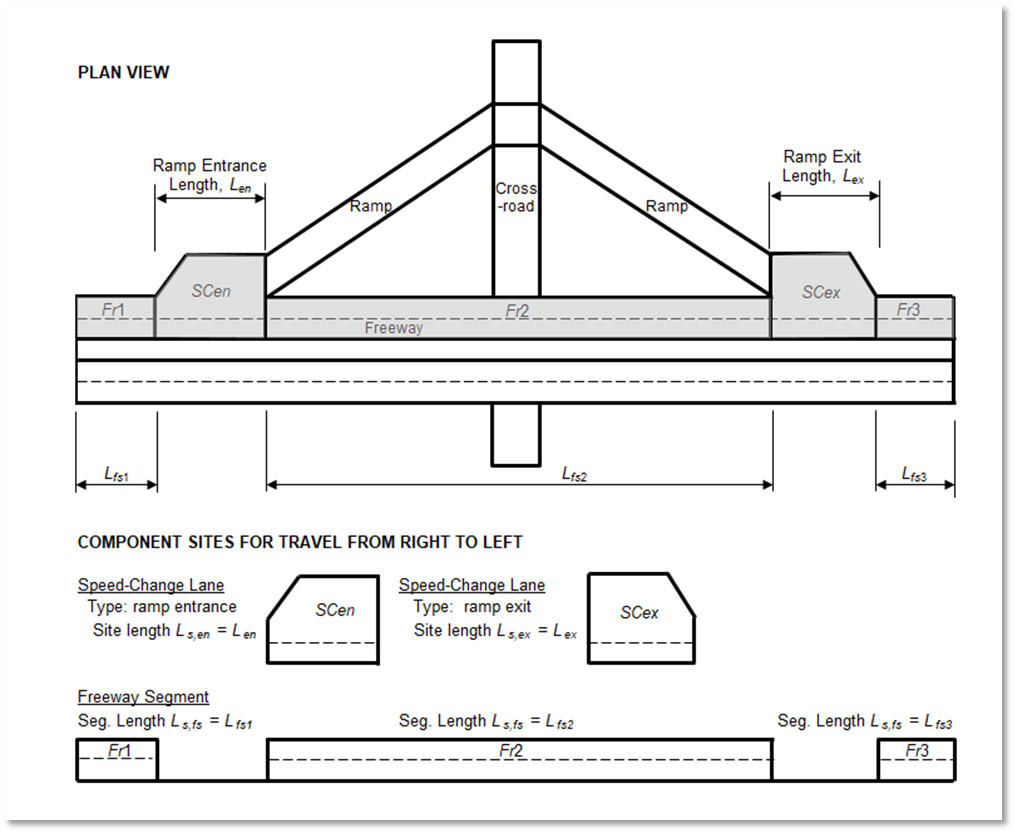 PLAN VIEW
Ramp Entrance
Length, Len
Ramp Exit
Length, Lex
Ramp
Cross
-road
Ramp
SCen
SCex
Fr1
Fr2
Fr3
Freeway
Lfs1
Lfs2
Lfs3
COMPONENT SITES FOR TRAVEL FROM RIGHT TO LEFT
Speed-Change Lane
Type: ramp entrance
Site length Ls,en = Len
SCen
Speed-Change Lane
Type: ramp exit
Site length Ls,ex = Lex
SCex
Freeway Segment
Seg. Length Ls,fs = Lfs1
Seg. Length Ls,fs = Lfs2
Seg. Length Ls,fs = Lfs3
Fr1
Fr2
Fr3